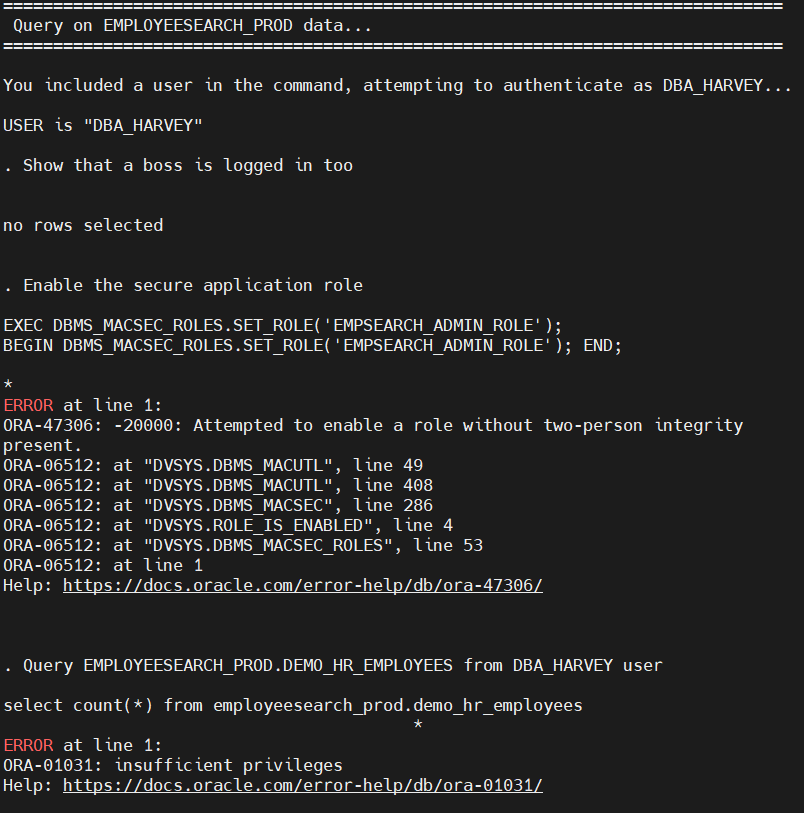 ==============================================================================
 Query on EMPLOYEESEARCH_PROD data...
==============================================================================
You included a user in the command, attempting to authenticate as DBA_HARVEY...
USER is "DBA_HARVEY"
. Show that a boss is logged in too
no rows selected
. Enable the secure application role
EXEC DBMS_MACSEC_ROLES.SET_ROLE('EMPSEARCH_ADMIN_ROLE');
BEGIN DBMS_MACSEC_ROLES.SET_ROLE('EMPSEARCH_ADMIN_ROLE'); END;
*
ERROR at line 1:
ORA-47306: -20000: Attempted to enable a role without two-person integrity
present.
ORA-06512: at "DVSYS.DBMS_MACUTL", line 49
ORA-06512: at "DVSYS.DBMS_MACUTL", line 408
ORA-06512: at "DVSYS.DBMS_MACSEC", line 286
ORA-06512: at "DVSYS.ROLE_IS_ENABLED", line 4
ORA-06512: at "DVSYS.DBMS_MACSEC_ROLES", line 53
ORA-06512: at line 1
Help: https://docs.oracle.com/error-help/db/ora-47306/
. Query EMPLOYEESEARCH_PROD.DEMO_HR_EMPLOYEES from DBA_HARVEY user
select count(*) from employeesearch_prod.demo_hr_employees
                                         *
ERROR at line 1:
ORA-01031: insufficient privileges
Help: https://docs.oracle.com/error-help/db/ora-01031/